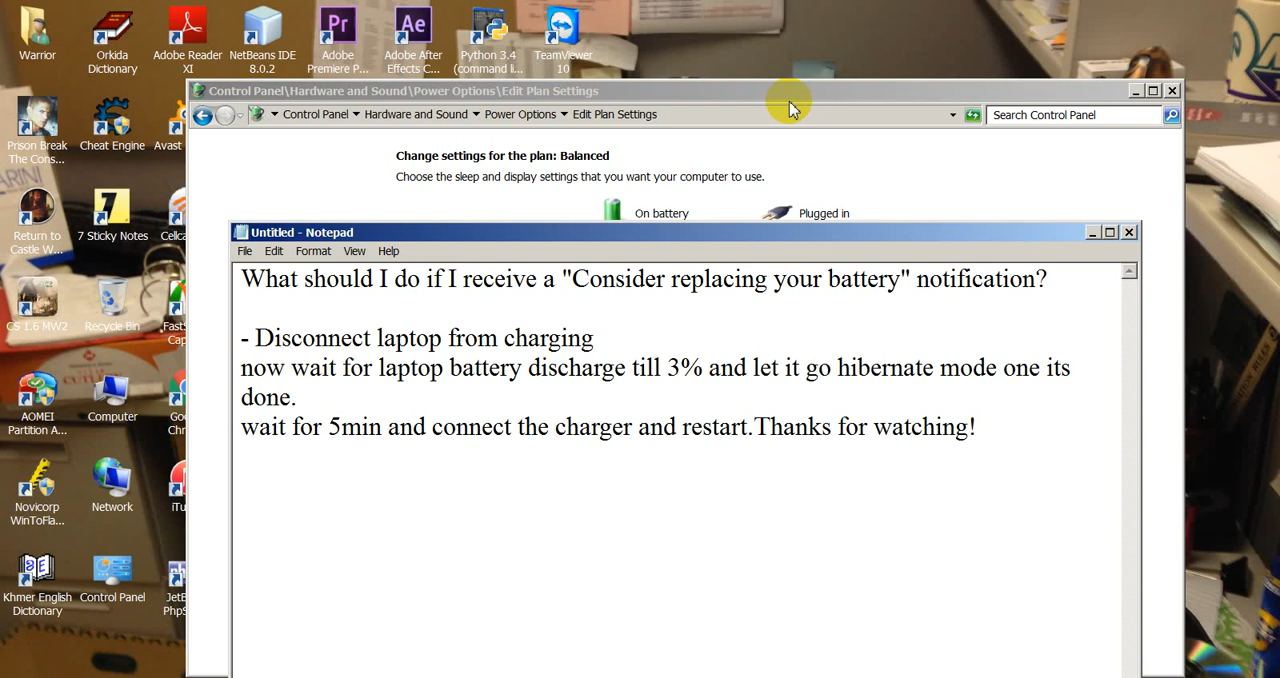 Warrior
Orkida
Dictionary
Adobe Reader
XI
NetBeans IDE
8.0.2
Pr
Adobe
Premiere P...
Ae
Adobe After
Effects C...
Python 3.4
(command li...
TeamViewer
10
Control Panel\Hardware and Sound\Power Options\Edit Plan Settings
Control Panel Hardware and Sound Power Options Edit Plan Settings
Search Control Panel
Prison Break
The Cons...
Cheat Engine
Avast
Change settings for the plan: Balanced
Choose the sleep and display settings that you want your computer to use.
On battery
Plugged in
Return to
Castle W...
7 Sticky Notes
Untitled - Notepad
File Edit Format View Help
What should I do if I receive a "Consider replacing your battery" notification?
- Disconnect laptop from charging
now wait for laptop battery discharge till 3% and let it go hibernate mode one its
done.
wait for 5min and connect the charger and restart.Thanks for watching!
CS 1.6 MW2
Recycle Bin
AOMEI
Partition A...
Computer
Novicorp
WinToFla...
Network
Khmer English
Dictionary
Control Panel